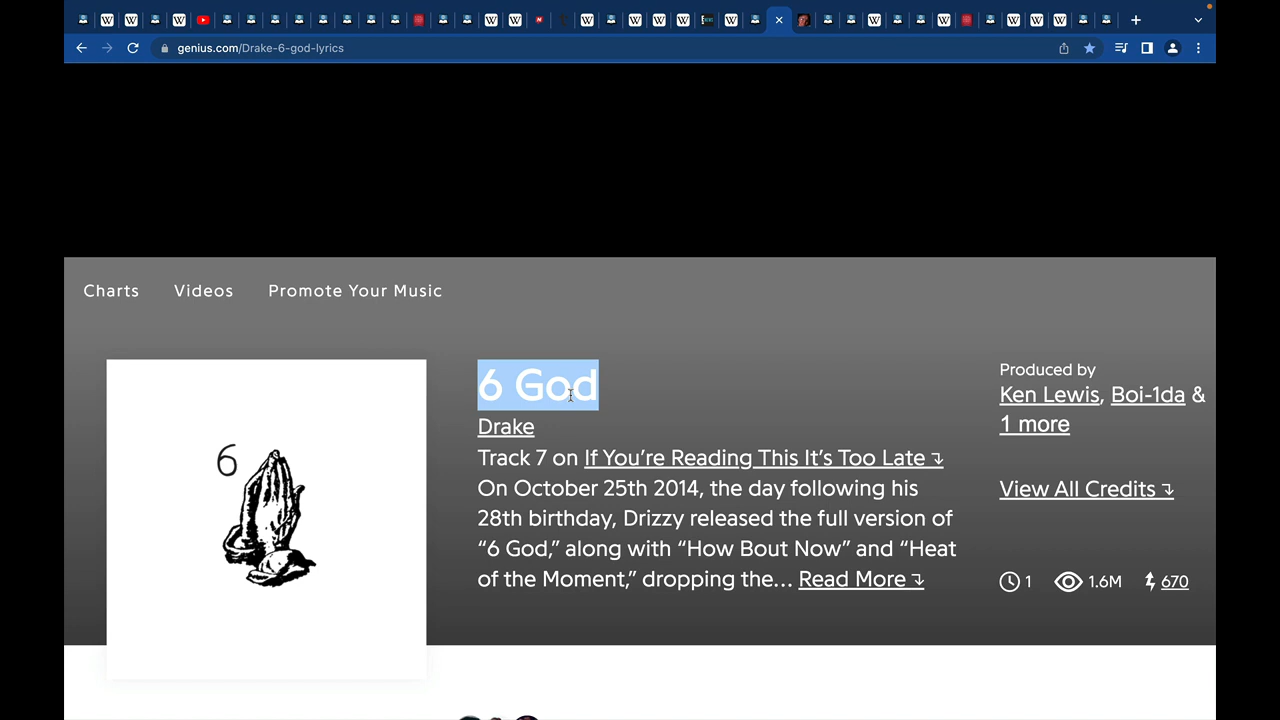 genius.com/Drake-6-god-lyrics
Charts Videos Promote Your Music
6 God
Drake
Track 7 on If You’re Reading This It’s Too Late
On October 25th 2014, the day following his
28th birthday, Drizzy released the full version of
“6 God,” along with “How Bout Now” and “Heat
of the Moment,” dropping the... Read More
Produced by
Ken Lewis, Boi-1da &
1 more
View All Credits
1 1.6M 670
6